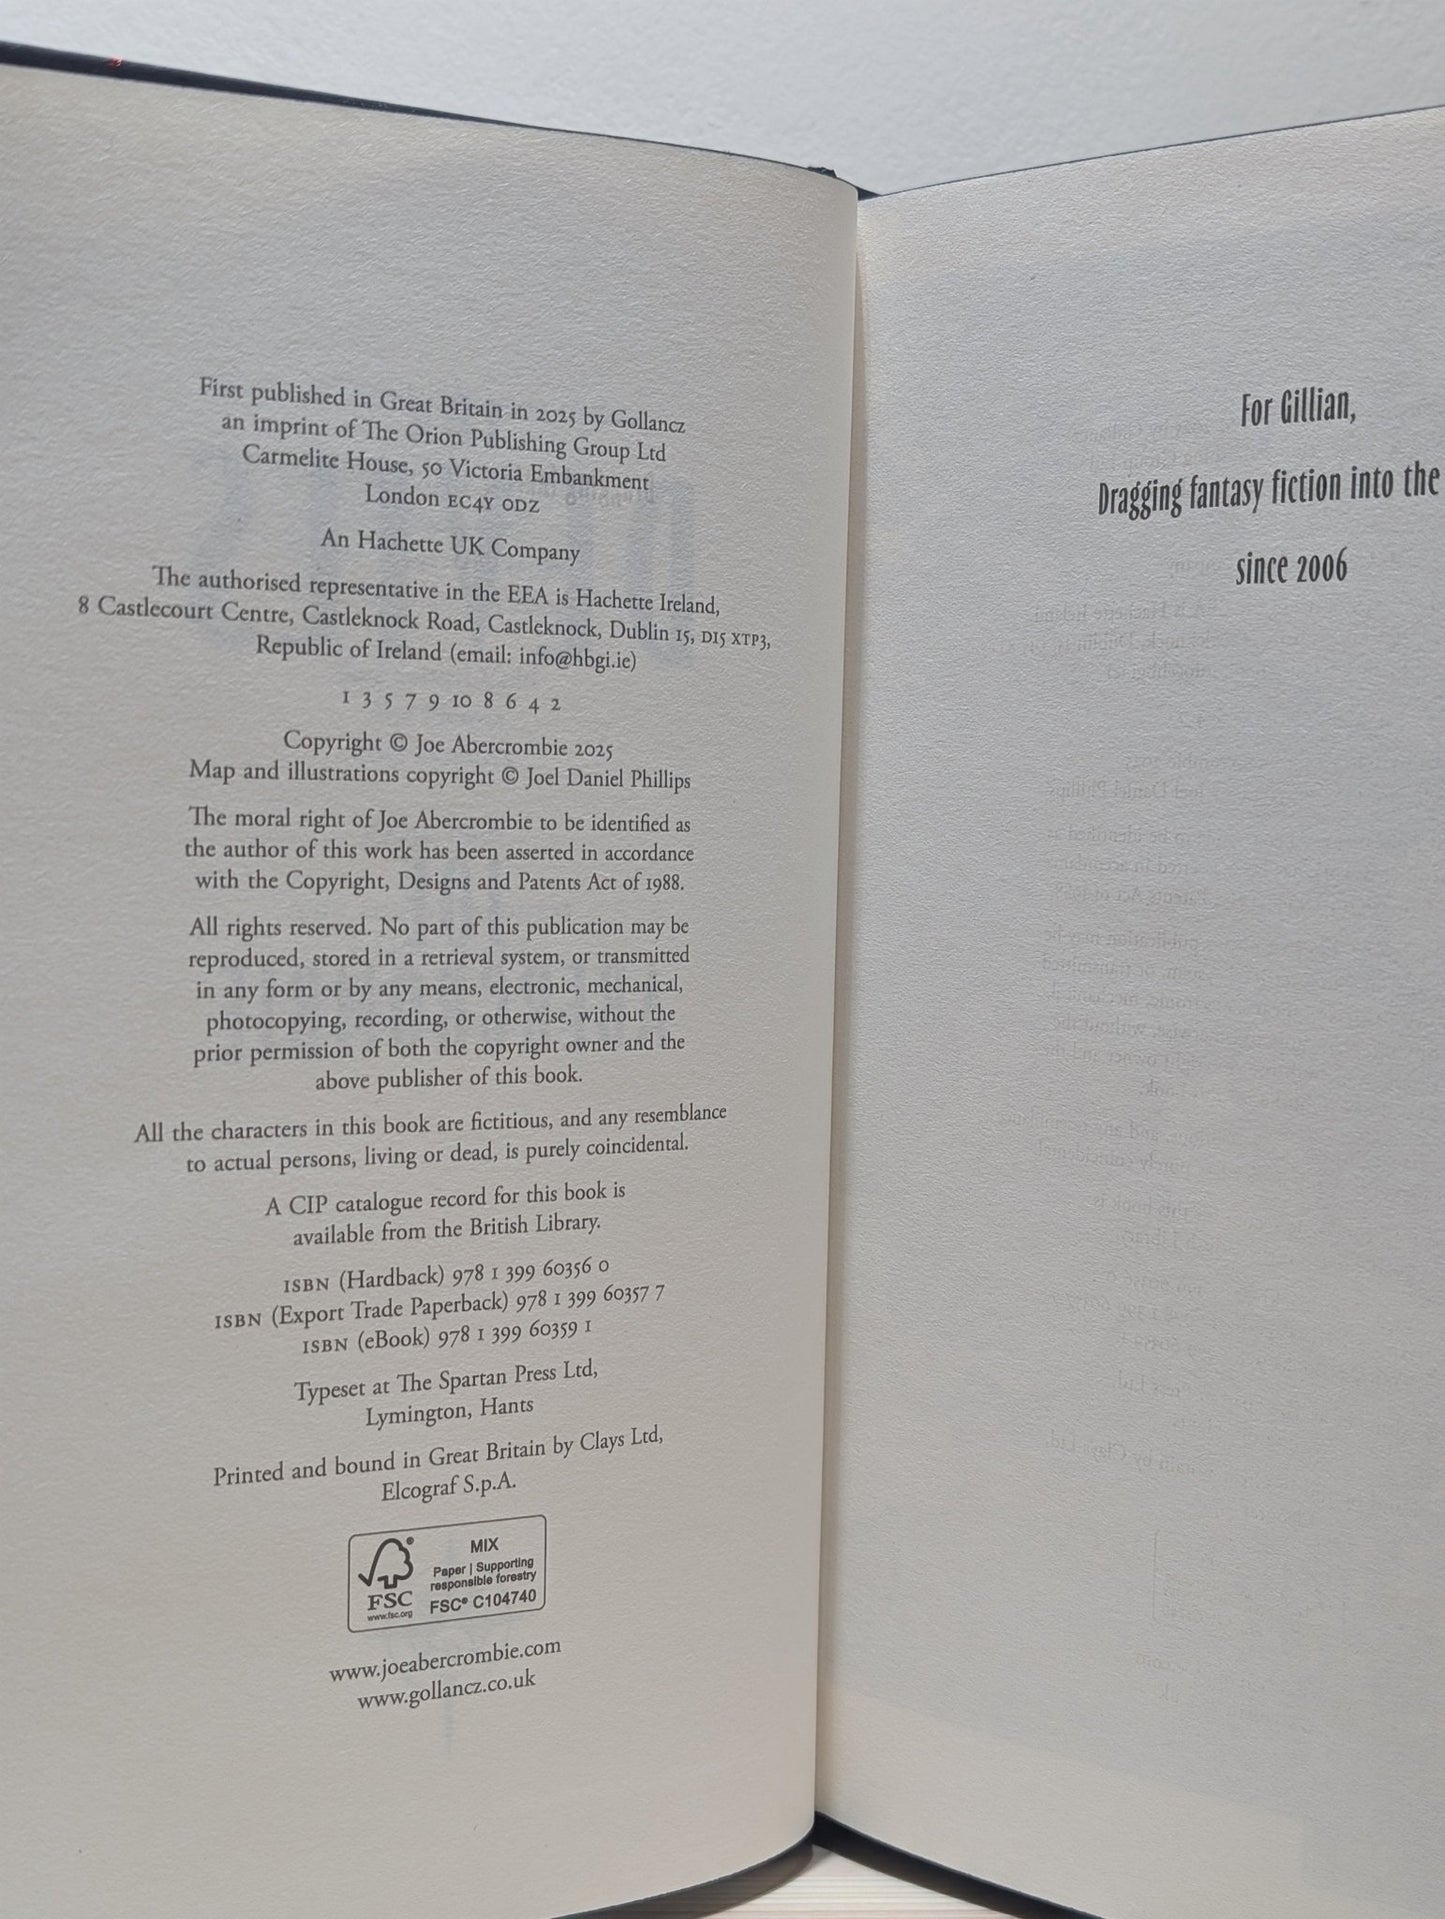 First published in Great Britain in 2025 by Gollancz
an imprint of The Orion Publishing Group Ltd
Carmelite House, 50 Victoria Embankment
London EC4Y 0DZ
An Hachette UK Company
The authorised representative in the EEA is Hachette Ireland,
8 Castlecourt Centre, Castleknock Road, Castleknock, Dublin 15, D15 XTP3,
Republic of Ireland (email: info@hbgi.ie)
1 3 5 7 9 10 8 6 4 2
Copyright © Joe Abercrombie 2025
Map and illustrations copyright © Joel Daniel Phillips
The moral right of Joe Abercrombie to be identified as
the author of this work has been asserted in accordance
with the Copyright, Designs and Patents Act of 1988.
All rights reserved. No part of this publication may be
reproduced, stored in a retrieval system, or transmitted
in any form or by any means, electronic, mechanical,
photocopying, recording, or otherwise, without the
prior permission of both the copyright owner and the
above publisher of this book.
All the characters in this book are fictitious, and any resemblance
to actual persons, living or dead, is purely coincidental.
A CIP catalogue record for this book is
available from the British Library.
ISBN (Hardback) 978 1 399 60356 0
ISBN (Export Trade Paperback) 978 1 399 60357 7
ISBN (eBook) 978 1 399 60359 1
Typeset at The Spartan Press Ltd,
Lymington, Hants
Printed and bound in Great Britain by Clays Ltd,
Elcograf S.p.A.
MIX
Paper | Supporting
responsible forestry
FSC® C104740
FSC
www.fsc.org
www.joeabercrombie.com
www.gollancz.co.uk
For Gillian,
Dragging fantasy fiction into the
since 2006